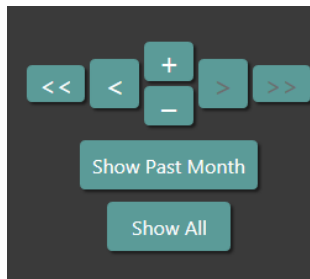 +
<< < > >>
−
Show Past Month
Show All